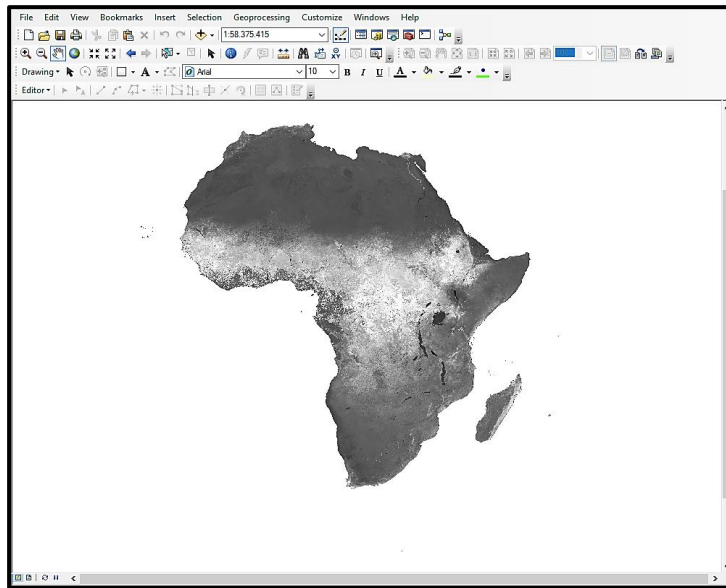 File Edit View Bookmarks Insert Selection Geoprocessing Customize Windows Help
1:58.375.415
Drawing Arial 10 B I U A
Editor